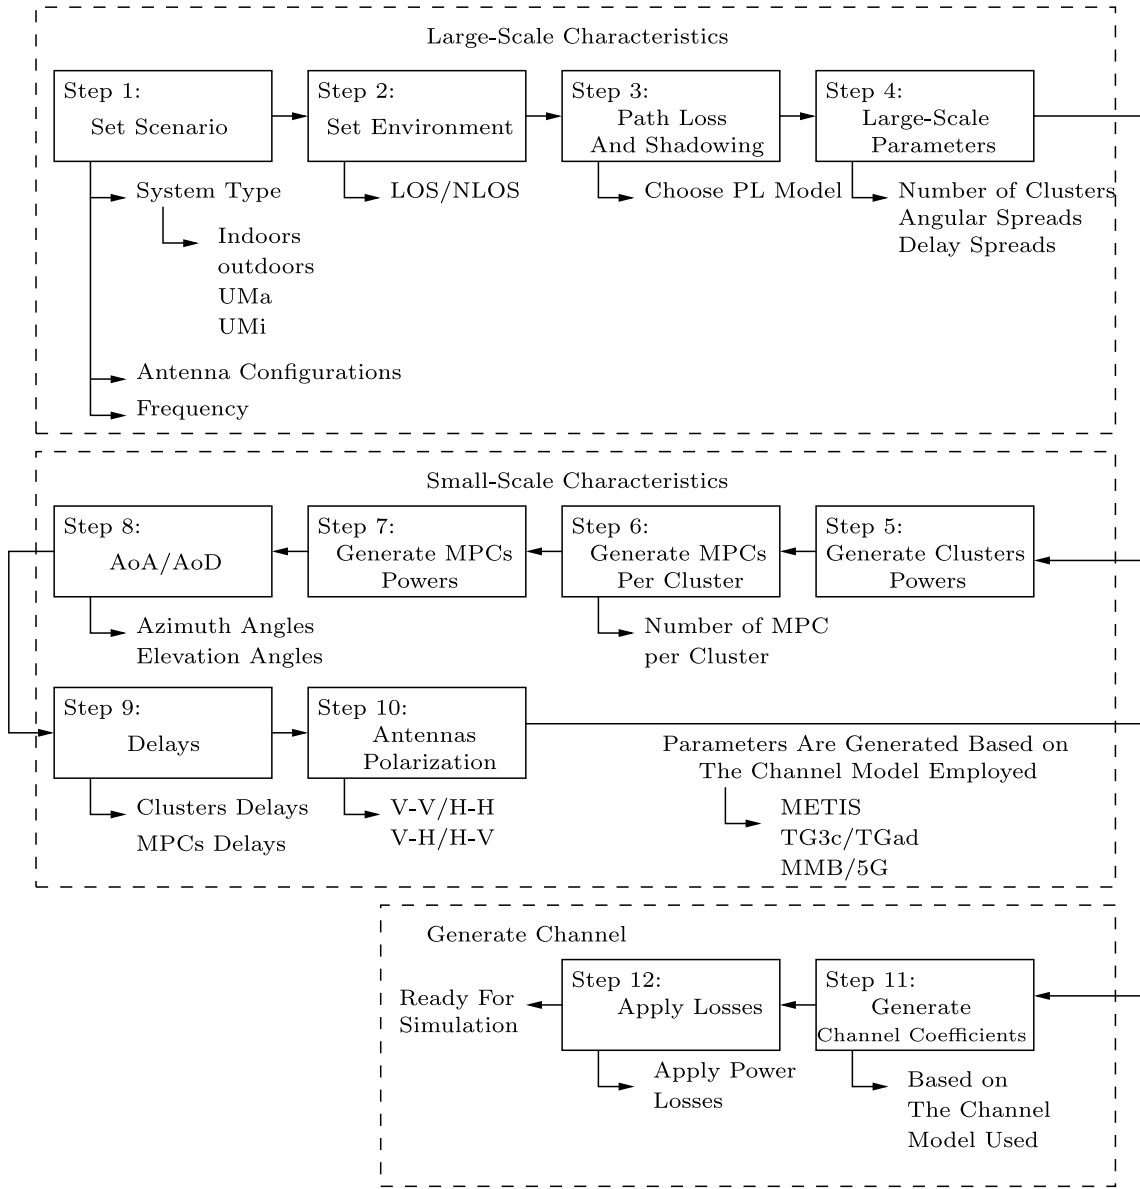 Large-Scale Characteristics
Step 1:
Set Scenario
Step 2:
Set Environment
Step 3:
Path Loss
And Shadowing
Step 4:
Large-Scale
Parameters
System Type
Indoors
outdoors
UMa
UMi
Antenna Configurations
Frequency
LOS/NLOS
Choose PL Model
Number of Clusters
Angular Spreads
Delay Spreads
Small-Scale Characteristics
Step 8:
AoA/AoD
Step 7:
Generate MPCs
Powers
Step 6:
Generate MPCs
Per Cluster
Step 5:
Generate Clusters
Powers
Azimuth Angles
Elevation Angles
Number of MPC
per Cluster
Step 9:
Delays
Step 10:
Antennas
Polarization
Clusters Delays
MPCs Delays
V-V/H-H
V-H/H-V
Parameters Are Generated Based on
The Channel Model Employed
METIS
TG3c/TGad
MMB/5G
Generate Channel
Ready For
Simulation
Step 12:
Apply Losses
Step 11:
Generate
Channel Coefficients
Apply Power
Losses
Based on
The Channel
Model Used